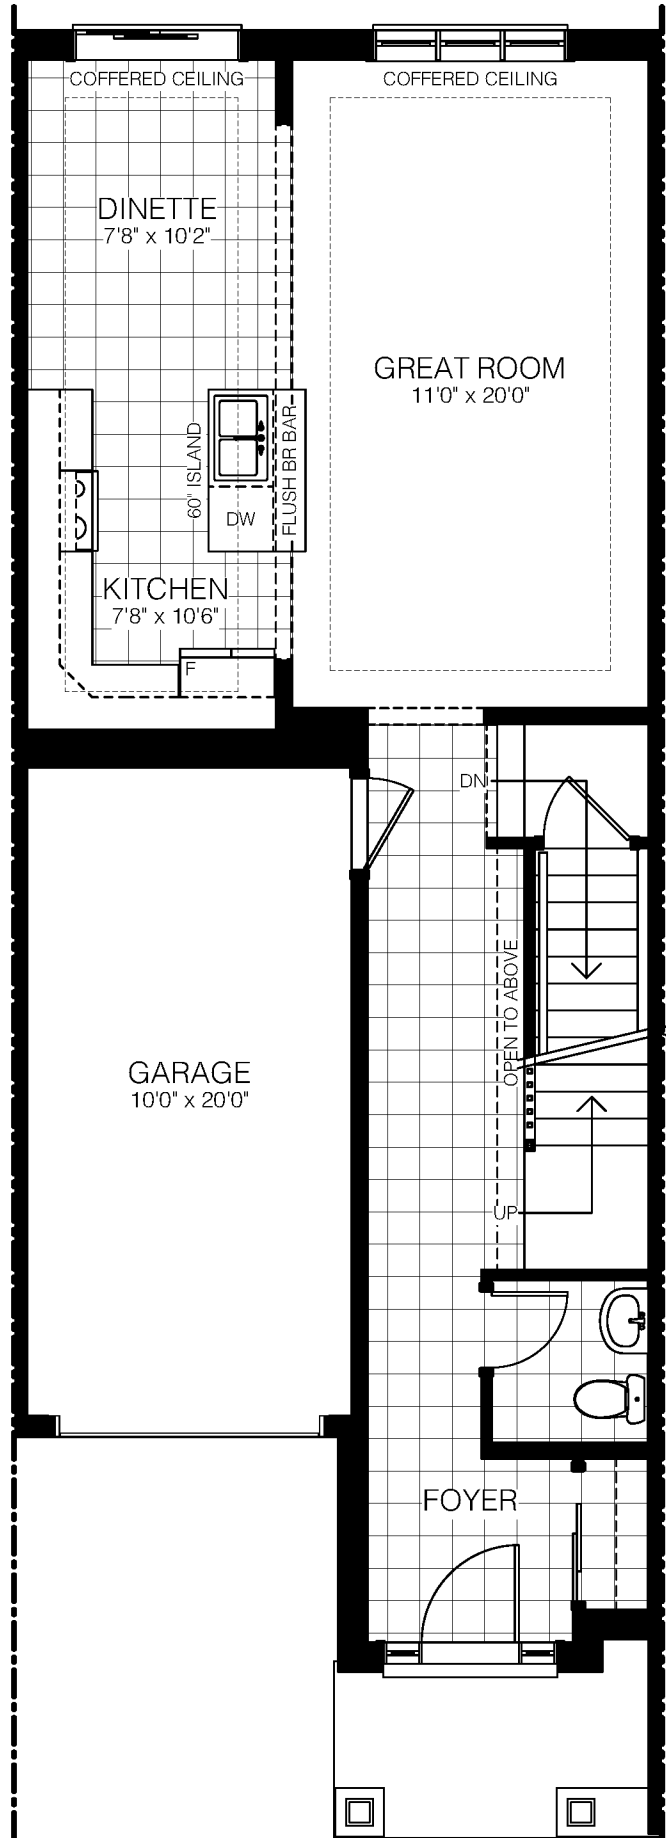 COFFERED CEILING
COFFERED CEILING
DINETTE
7'8" x 10'2"
GREAT ROOM
11'0" x 20'0"
60" ISLAND
FLUSH BR BAR
DW
KITCHEN
7'8" x 10'6"
F
DN
OPEN TO ABOVE
GARAGE
10'0" x 20'0"
UP
FOYER